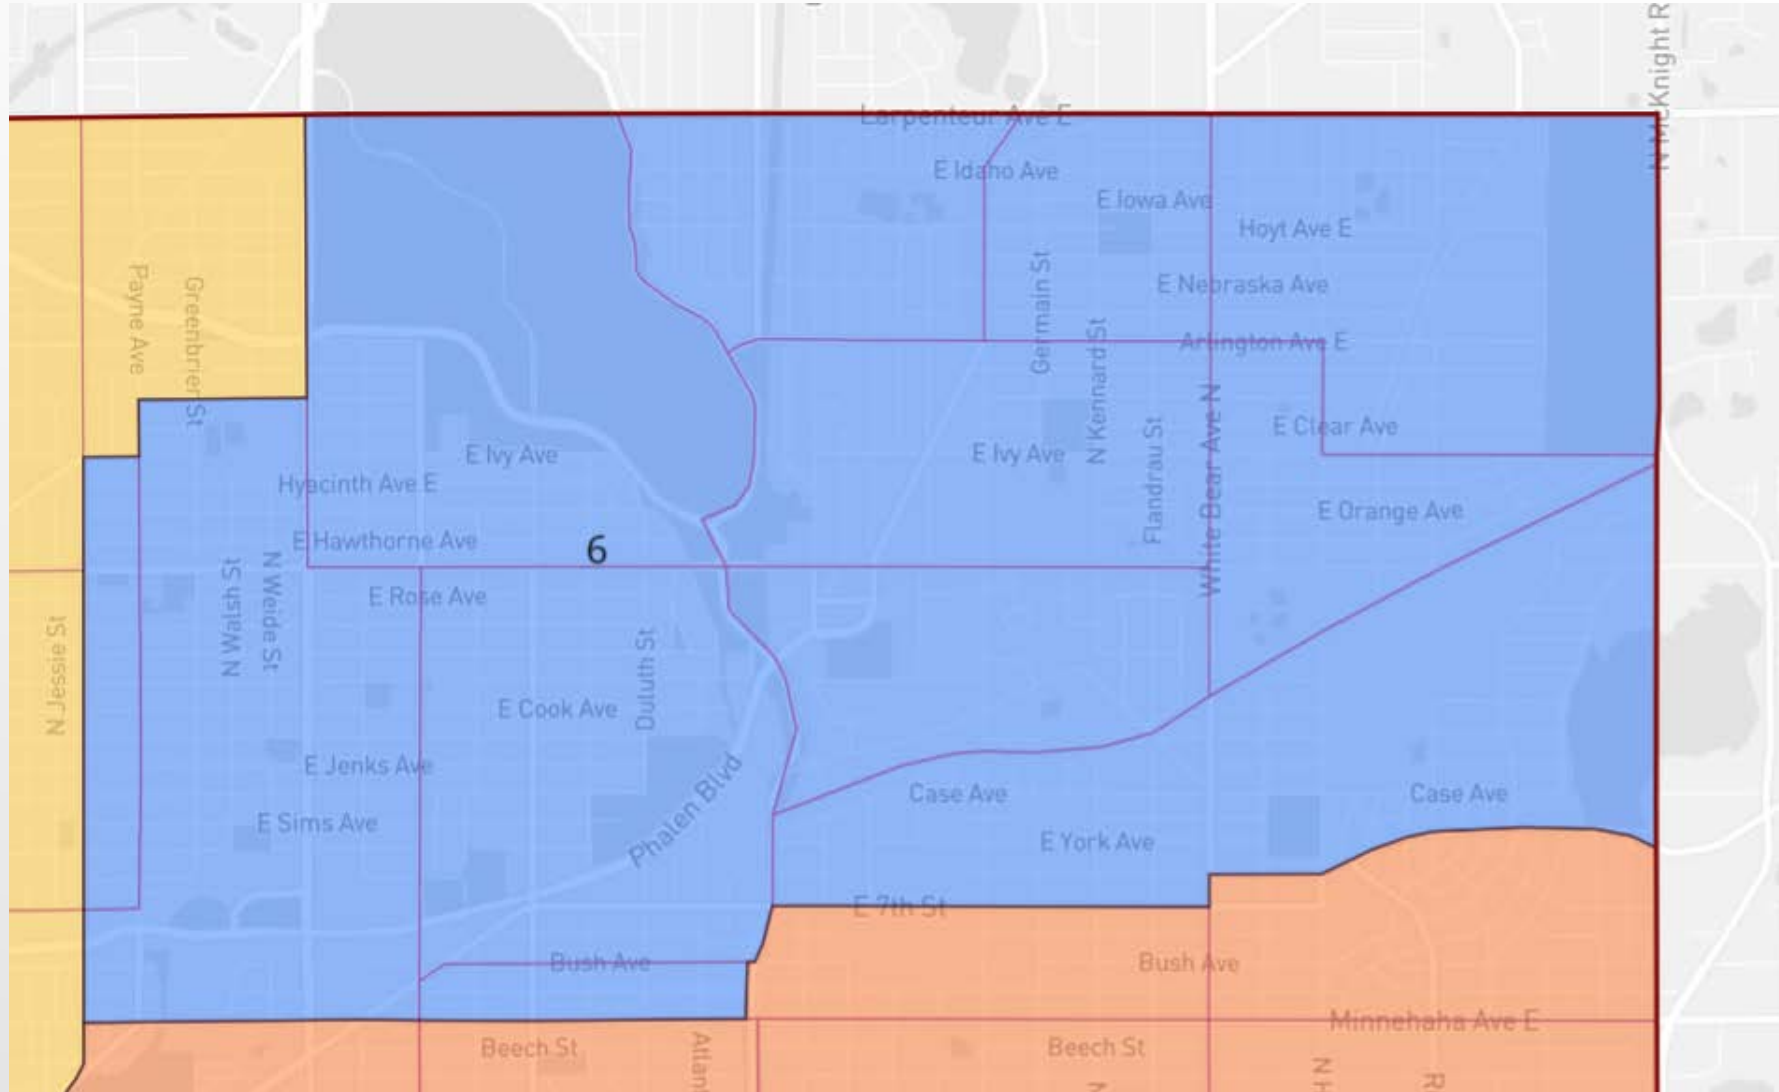 N McKnight R
Larpenteur Ave E
E Idaho Ave
E Iowa Ave
Hoyt Ave E
Payne Ave
Greenbrier St
Germain St
E Nebraska Ave
N Kennard St
Arlington Ave E
E Clear Ave
E Ivy Ave
E Ivy Ave
Flandrau St
White Bear Ave N
Hyacinth Ave E
E Orange Ave
E Hawthorne Ave
6
N Walsh St
N Weide St
E Rose Ave
N Jessie St
Duluth St
E Cook Ave
E Jenks Ave
Phalen Blvd
Case Ave
Case Ave
E Sims Ave
E York Ave
E 7th St
Bush Ave
Bush Ave
Minnehaha Ave E
Beech St
Atlan
Beech St
N
N H
R